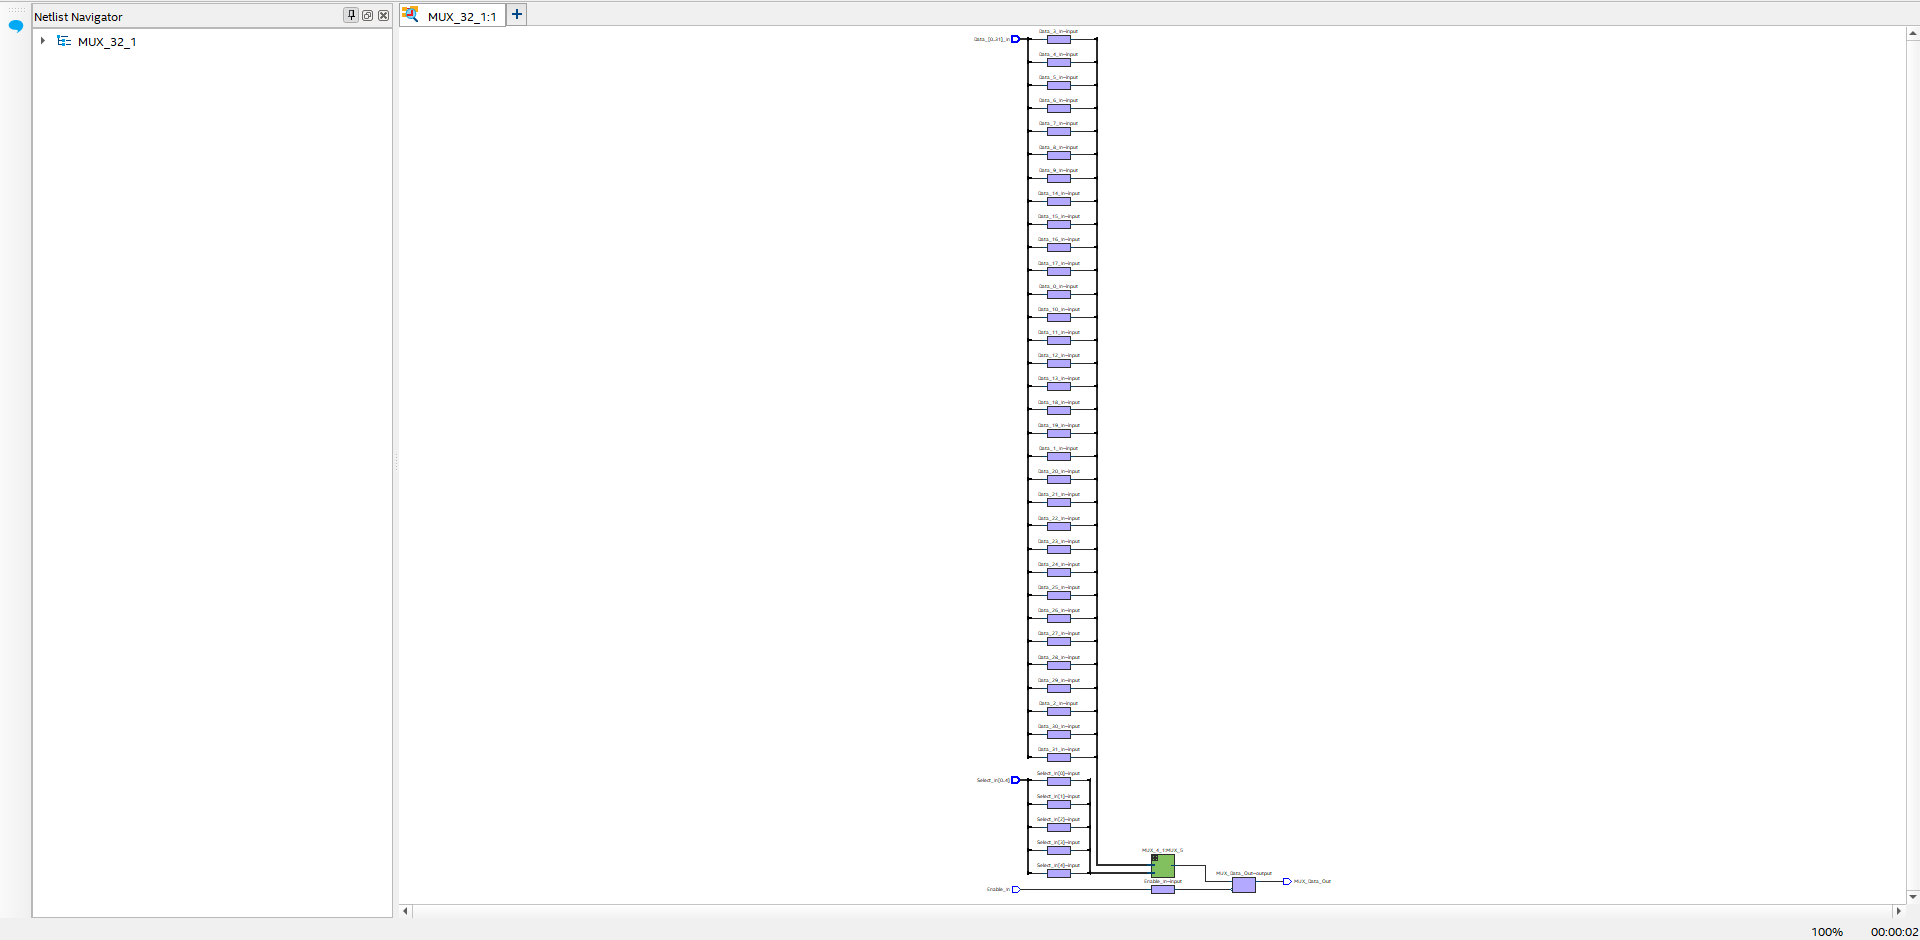 Netlist Navigator
MUX_32_1:1
MUX_32_1
Data_[0..31]_In
Data_3_In~input
Data_4_In~input
Data_5_In~input
Data_6_In~input
Data_7_In~input
Data_8_In~input
Data_9_In~input
Data_14_In~input
Data_15_In~input
Data_16_In~input
Data_17_In~input
Data_0_In~input
Data_10_In~input
Data_11_In~input
Data_12_In~input
Data_13_In~input
Data_18_In~input
Data_19_In~input
Data_1_In~input
Data_20_In~input
Data_21_In~input
Data_22_In~input
Data_23_In~input
Data_24_In~input
Data_25_In~input
Data_26_In~input
Data_27_In~input
Data_28_In~input
Data_29_In~input
Data_2_In~input
Data_30_In~input
Data_31_In~input
Select_In[0..4]
Select_In[0]~input
Select_In[1]~input
Select_In[2]~input
Select_In[3]~input
Select_In[4]~input
MUX_4_1:MUX_5
Enable_In
Enable_In~input
MUX_Data_Out~output
MUX_Data_Out
100%
00:00:02